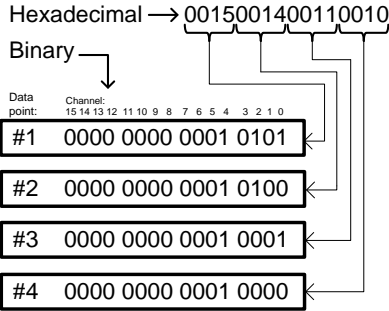 Hexadecimal 0015001400110010
Binary
Data point: Channel:
15 14 13 12 11 10 9 8 7 6 5 4 3 2 1 0
#1 0000 0000 0001 0101
#2 0000 0000 0001 0100
#3 0000 0000 0001 0001
#4 0000 0000 0001 0000